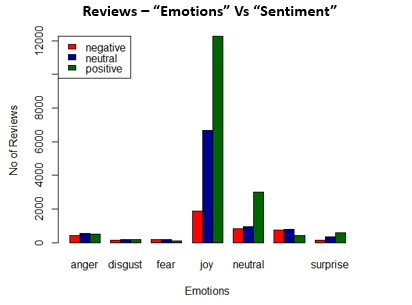 Reviews – “Emotions” Vs “Sentiment”
negative
neutral
positive
No of Reviews
0
2000
4000
6000
8000
12000
anger disgust fear joy neutral surprise
Emotions